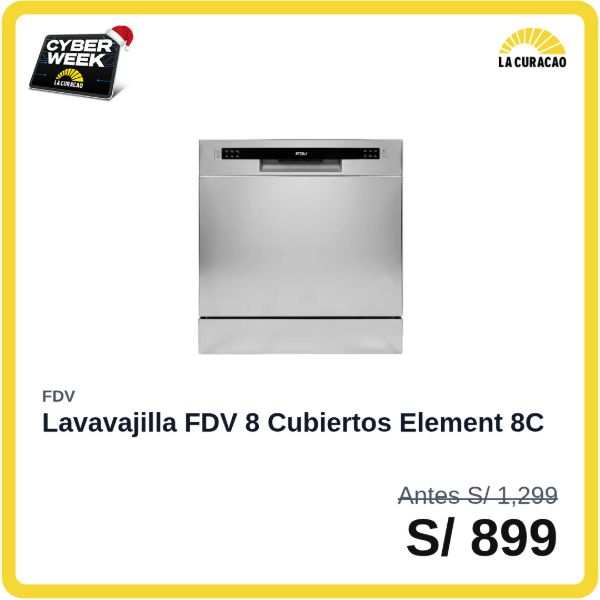 CYBER
WEEK
LA CURACAO
LA CURACAO
FDV
FDV
Lavavajilla FDV 8 Cubiertos Element 8C
Antes S/ 1,299
S/ 899